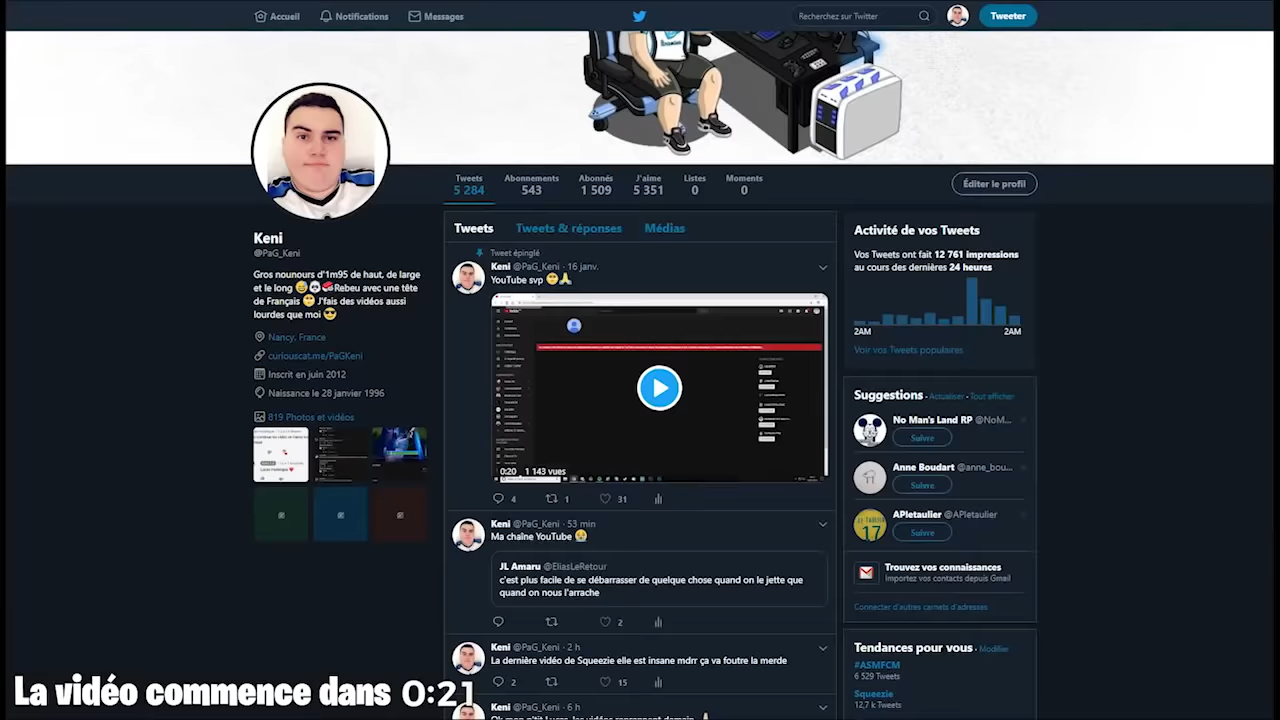 Accueil
Notifications
Messages
Recherchez sur Twitter
Tweeter
Tweets
5 284
Abonnements
543
Abonnés
1 509
J'aime
5 351
Listes
0
Moments
0
Éditer le profil
Keni
@PaG_Keni
Gros nounours d'1m95 de haut, de large
et le long 😅🐼🍣Rebeu avec une tête
de Français 🙄 J'fais des vidéos aussi
lourdes que moi 😎
Nancy, France
curiouscat.me/PaGKeni
Inscrit en juin 2012
Naissance le 28 janvier 1996
819 Photos et vidéos
Tweets
Tweets & réponses
Médias
Tweet épinglé
Keni @PaG_Keni · 16 janv.
YouTube svp 🙄🙏
0:20 1 143 vues
4
1
31
Keni @PaG_Keni · 53 min
Ma chaîne YouTube 😭
JL Amaru @EliasLeRetour
c'est plus facile de se débarrasser de quelque chose quand on le jette que
quand on nous l'arrache
2
Keni @PaG_Keni · 2 h
La dernière vidéo de Squeezie elle est insane mdrr ça va foutre la merde
2
15
Keni @PaG_Keni · 6 h
Activité de vos Tweets
Vos Tweets ont fait 12 761 impressions
au cours des dernières 24 heures
2AM
2AM
Voir vos Tweets populaires
Suggestions · Actualiser · Tout afficher
No Man's Land RP @NoM...
Suivre
Anne Boudart @anne_bou...
Suivre
APletaulier @APletaulier
Suivre
17
Trouvez vos connaissances
Importez vos contacts depuis Gmail
Connecter d'autres carnets d'adresses
Tendances pour vous · Modifier
#ASMFCM
6 529 Tweets
Squeezie
12,7 k Tweets
La vidéo commence dans 0:21